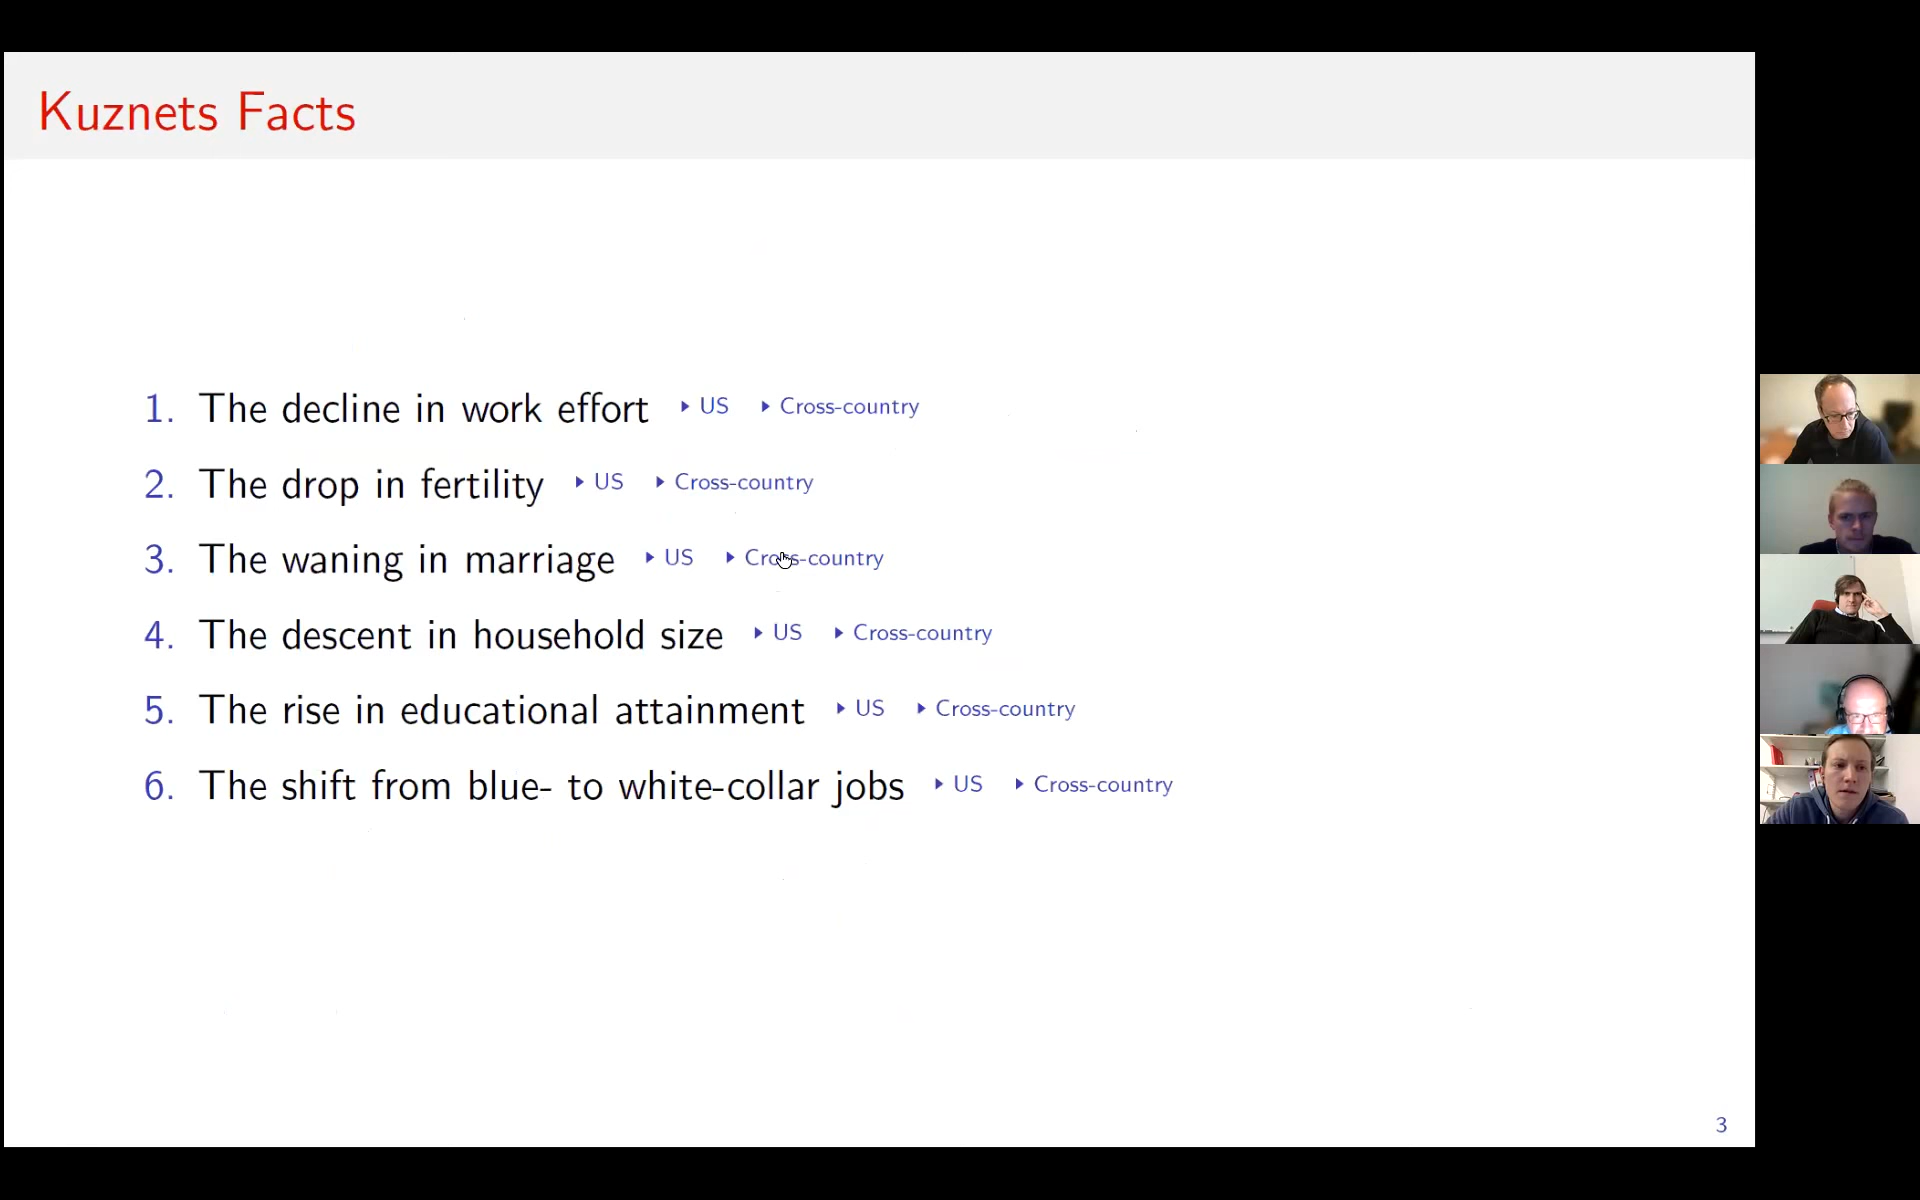 Kuznets Facts
1. The decline in work effort ▸ US ▸ Cross-country
2. The drop in fertility ▸ US ▸ Cross-country
3. The waning in marriage ▸ US ▸ Cross-country
4. The descent in household size ▸ US ▸ Cross-country
5. The rise in educational attainment ▸ US ▸ Cross-country
6. The shift from blue- to white-collar jobs ▸ US ▸ Cross-country
3